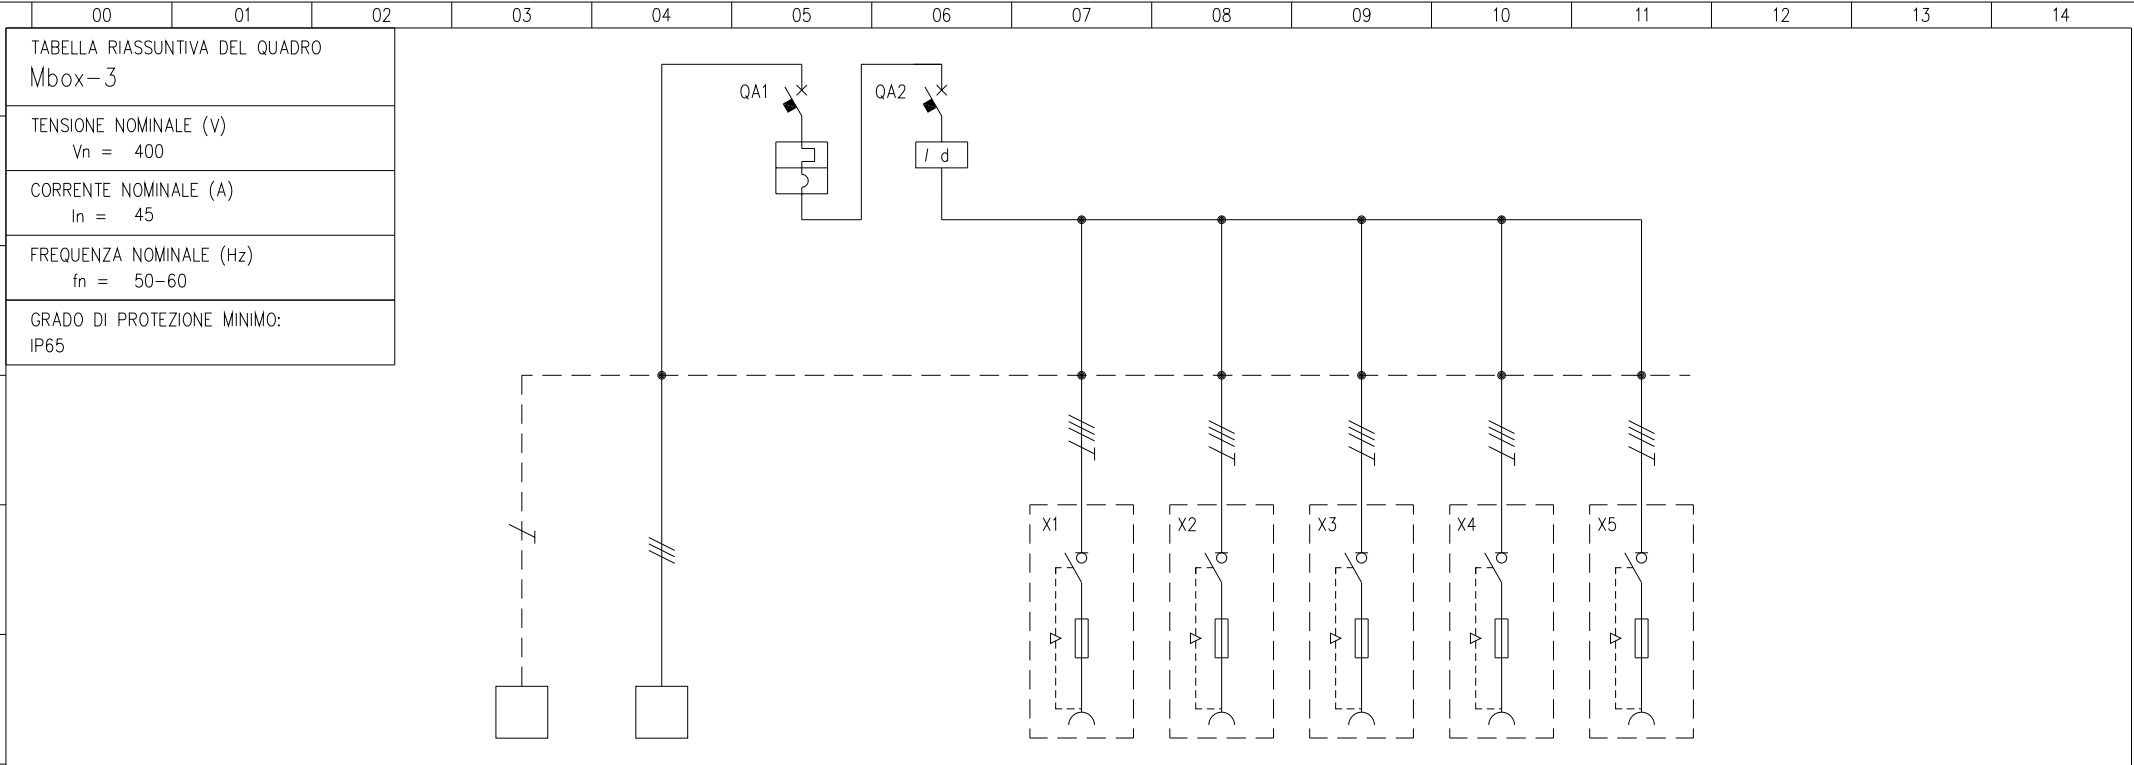 00 01 02 03 04 05 06 07 08 09 10 11 12 13 14
TABELLA RIASSUNTIVA DEL QUADRO
Mbox-3
TENSIONE NOMINALE (V)
Vn = 400
CORRENTE NOMINALE (A)
In = 45
FREQUENZA NOMINALE (Hz)
fn = 50-60
GRADO DI PROTEZIONE MINIMO:
IP65
QA1 QA2
I d
X1 X2 X3 X4 X5